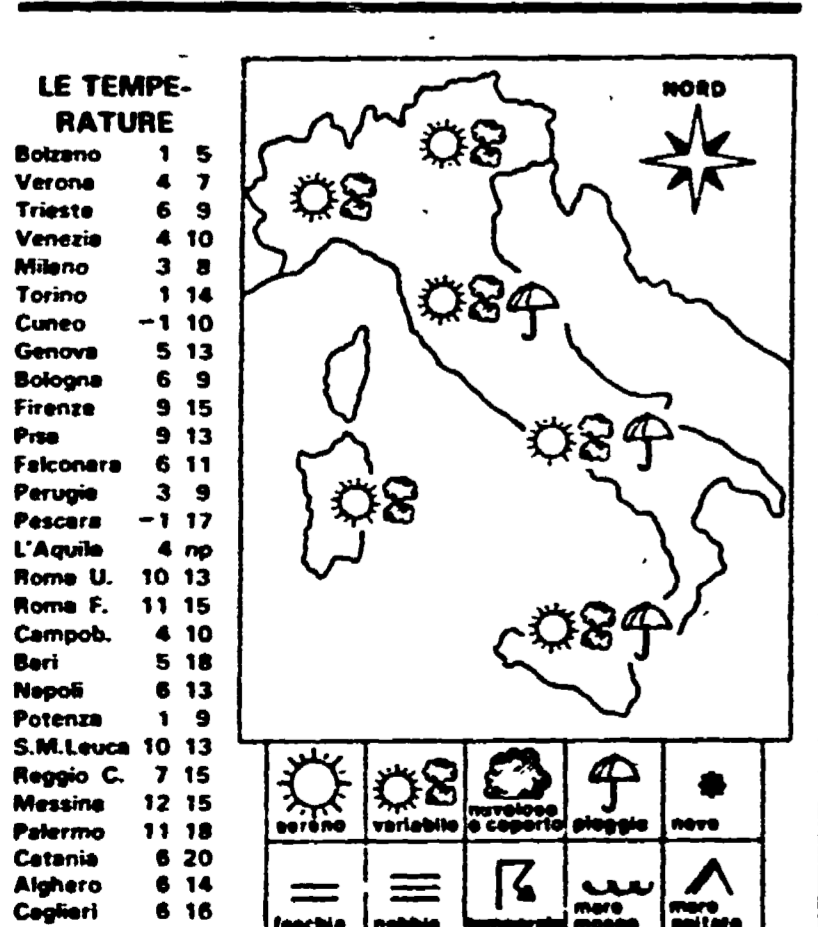 LE TEMPE-
RATURE
Bolzano 1 5
Verona 4 7
Trieste 6 9
Venezia 4 10
Milano 3 8
Torino 1 14
Cuneo −1 10
Genova 5 13
Bologna 6 9
Firenze 9 15
Pisa 9 13
Falconara 6 11
Perugia 3 9
Pescara −1 17
L'Aquila 4 np
Roma U. 10 13
Roma F. 11 15
Campob. 4 10
Bari 5 18
Napoli 6 13
Potenza 1 9
S.M.Leuca 10 13
Reggio C. 7 15
Messina 12 15
Palermo 11 18
Catania 6 20
Alghero 6 14
Cagliari 6 16
NORD
sereno
variabile
nuvoloso
o coperto
pioggia
neve
foschia
nebbia
temporale
mare
mosso
mare
agitato